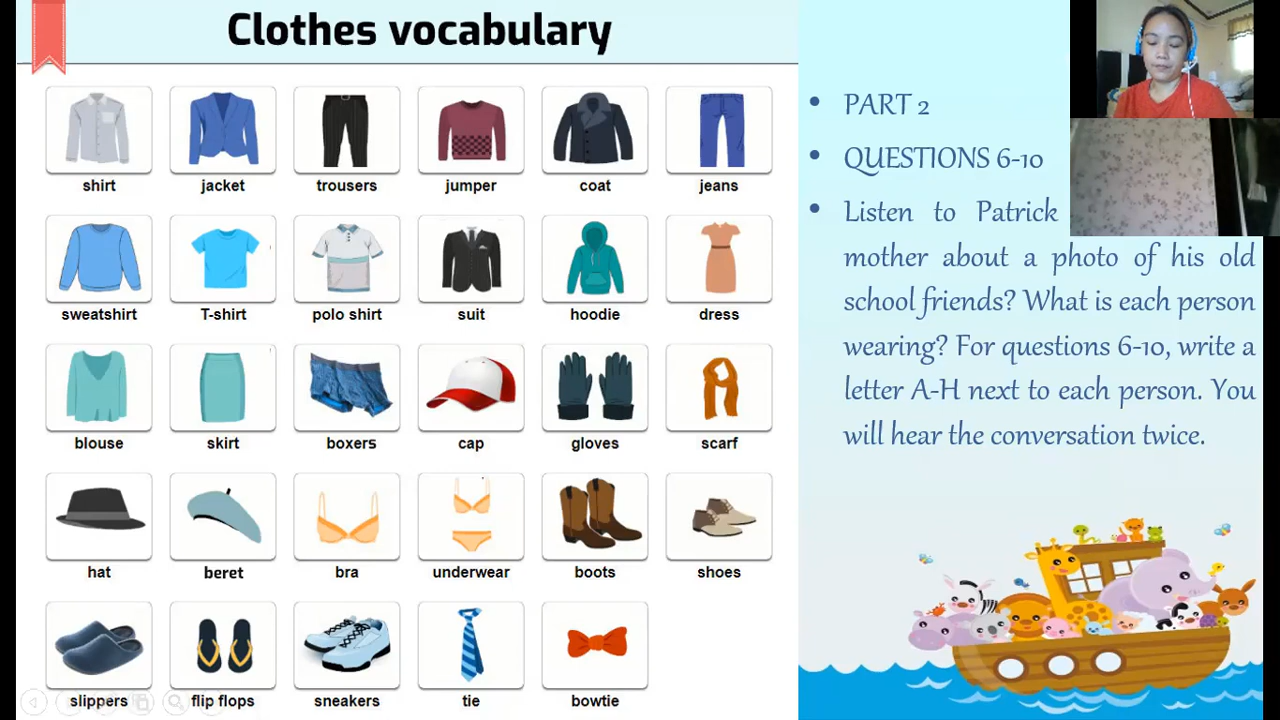 Clothes vocabulary
shirt jacket trousers jumper coat jeans
sweatshirt T-shirt polo shirt suit hoodie dress
blouse skirt boxers cap gloves scarf
hat beret bra underwear boots shoes
slippers flip flops sneakers tie bowtie
• PART 2
• QUESTIONS 6-10
• Listen to Patrick
mother about a photo of his old
school friends? What is each person
wearing? For questions 6-10, write a
letter A-H next to each person. You
will hear the conversation twice.